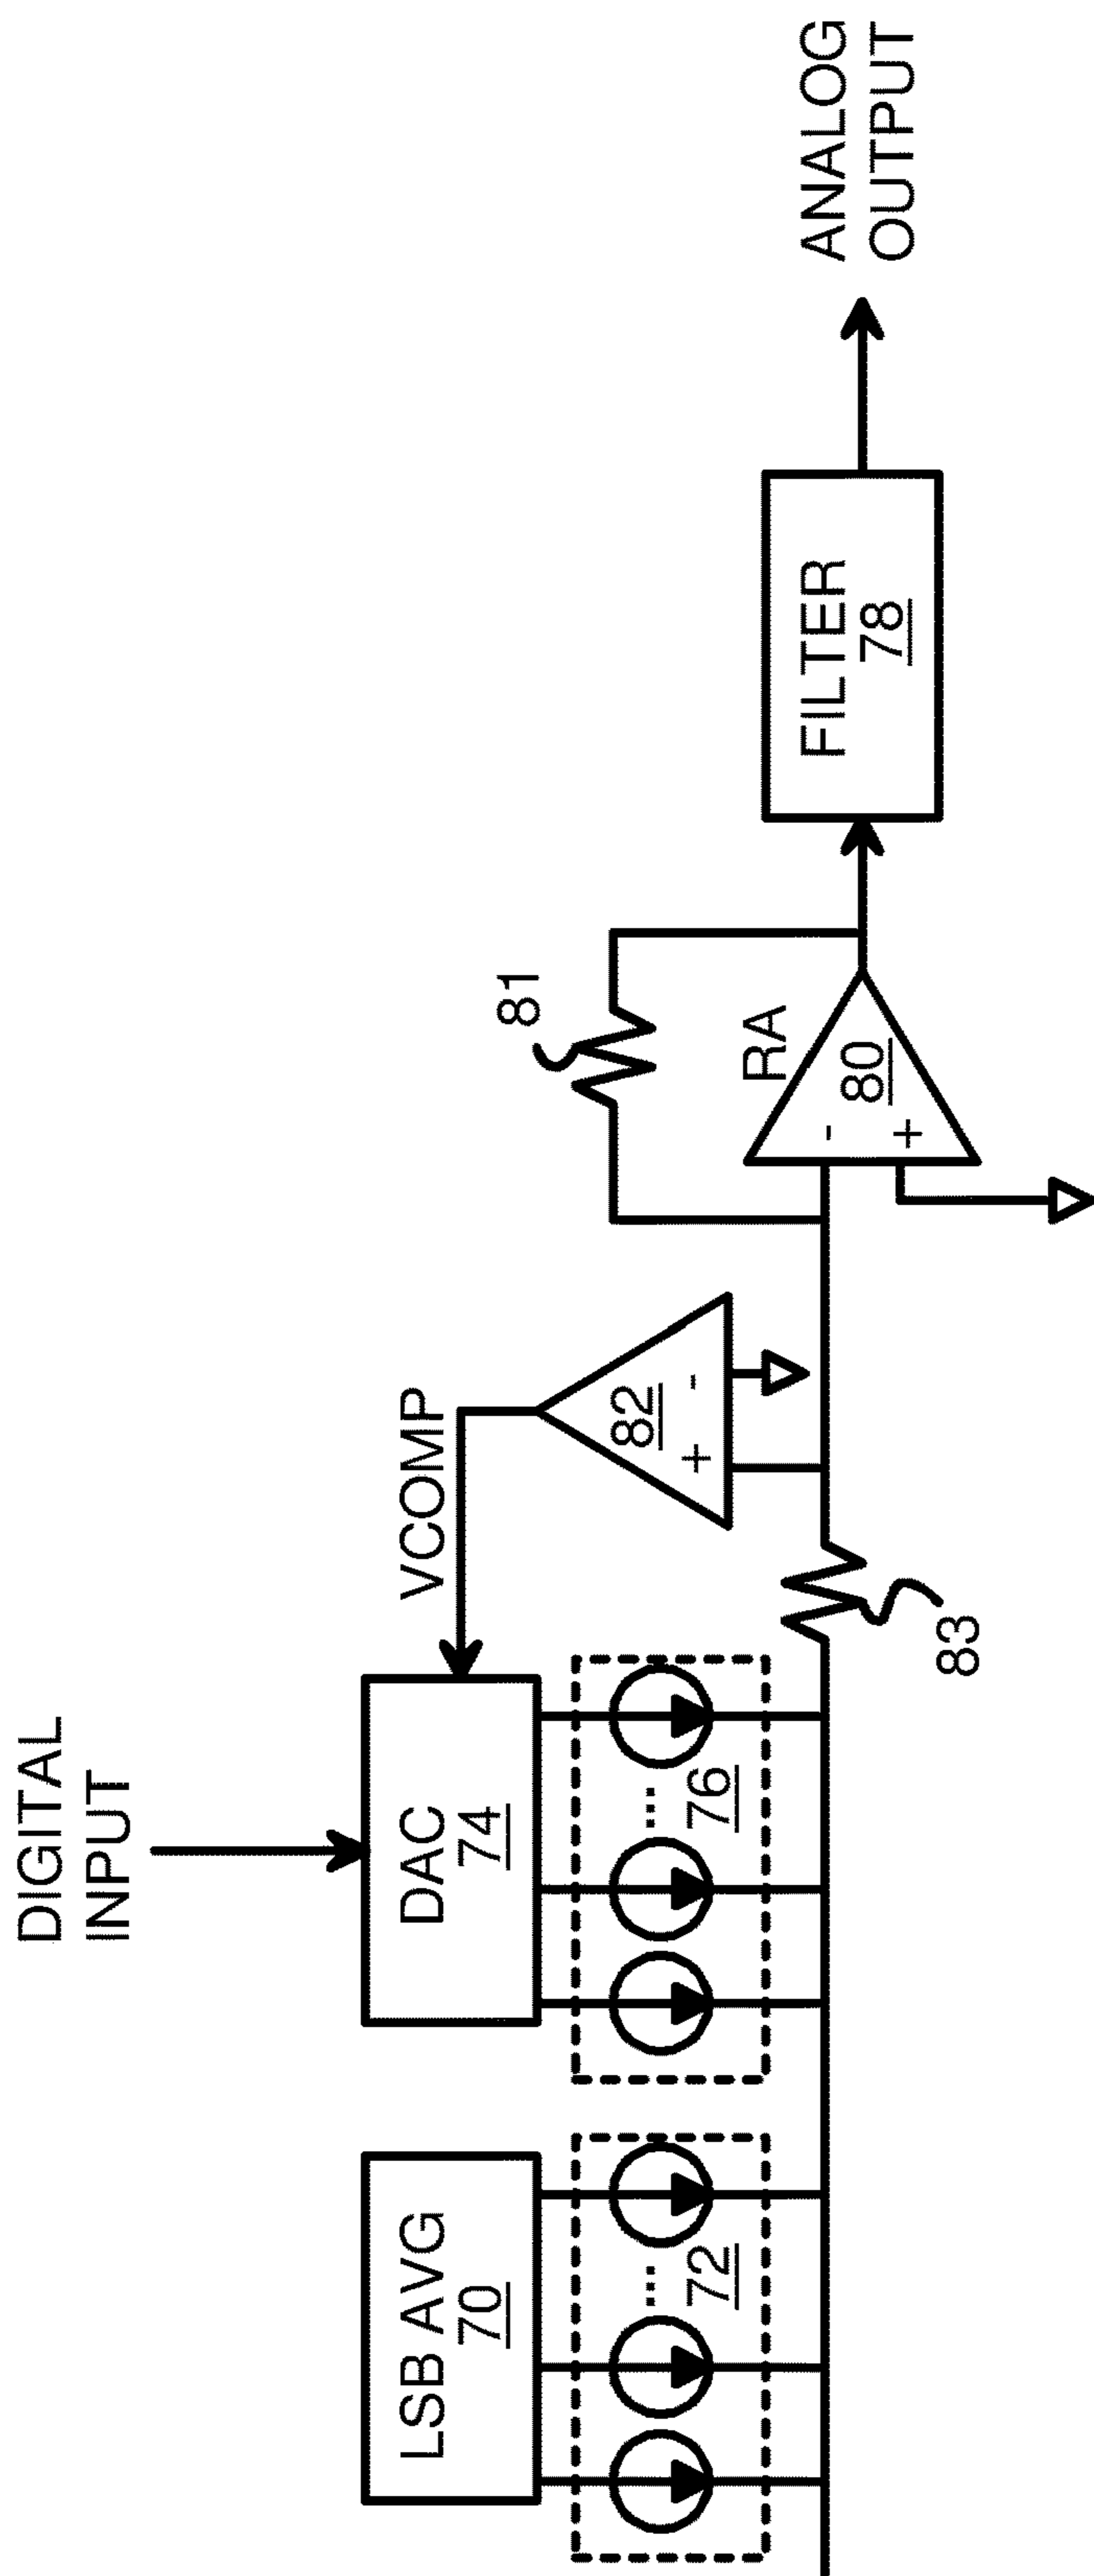 DIGITAL
INPUT
LSB AVG
70
DAC
74
VCOMP
72
...
76
...
82
+
-
81
83
RA
80
-
+
FILTER
78
ANALOG
OUTPUT